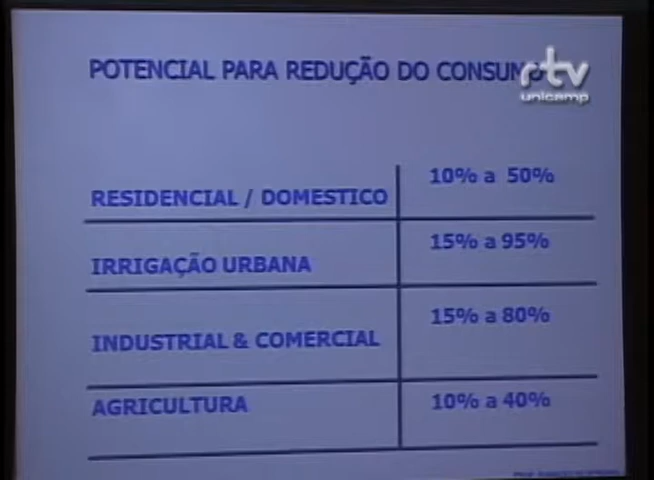 POTENCIAL PARA REDUÇÃO DO CONSUMO
rtv
unicamp
RESIDENCIAL / DOMESTICO 10% a 50%
IRRIGAÇÃO URBANA 15% a 95%
INDUSTRIAL & COMERCIAL 15% a 80%
AGRICULTURA 10% a 40%